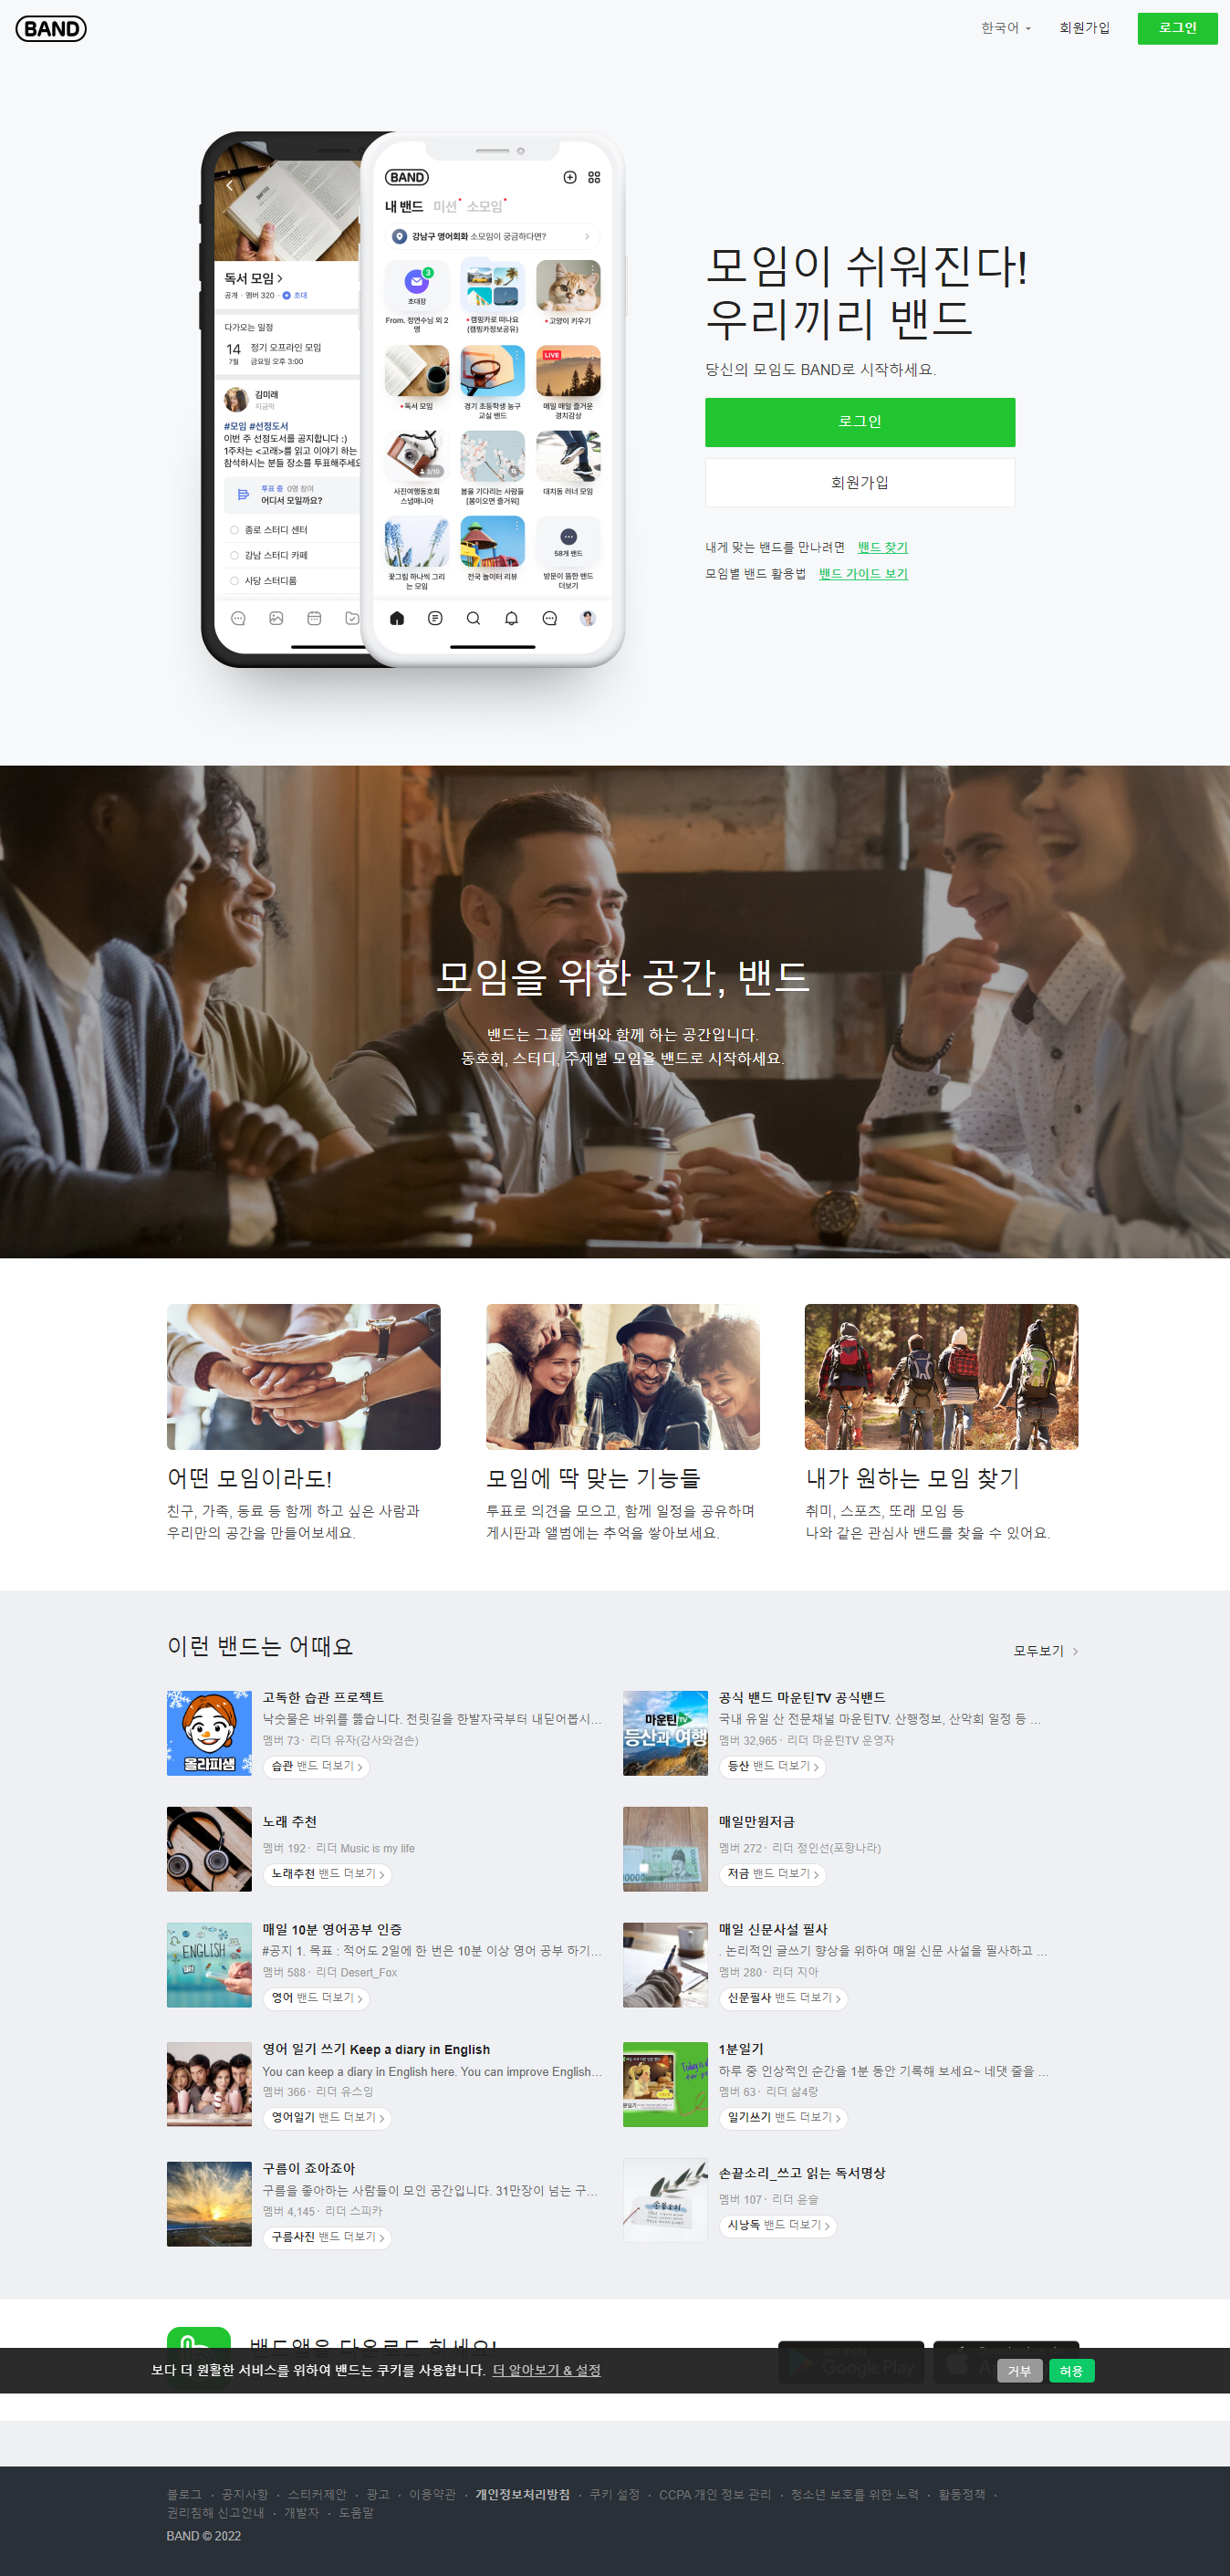 BAND
한국어
회원가입
로그인
독서 모임
공개 · 멤버 320 · 초대
다가오는 일정
14
7월
정기 오프라인 모임
금요일 오후 3:00
김미래
지금막
#모임 #선정도서
이번 주 선정도서를 공지합니다 :)
1주차는 <고래>를 읽고 이야기 하는
참석하시는 분들 장소를 투표해주세요
투표 중 0명 참여
어디서 모일까요?
종로 스터디 센터
강남 스터디 카페
사당 스터디룸
BAND
내 밴드 미션 소모임
강남구 영어회화 소모임이 궁금하다면?
3
초대장
From. 정연수님 외 2
명
캠핑카로 떠나요
(캠핑카정보공유)
고양이 키우기
독서 모임
경기 초등학생 농구
교실 밴드
LIVE
매일 매일 즐거운
경치감상
3/10
사진여행동호회
스냅매니아
봄을 기다리는 사람들
[봄이오면 즐거워]
대치동 러너 모임
꽃그림 하나씩 그리
는 모임
전국 놀이터 리뷰
58개 밴드
방문이 뜸한 밴드
더보기
모임이 쉬워진다!
우리끼리 밴드
당신의 모임도 BAND로 시작하세요.
로그인
회원가입
내게 맞는 밴드를 만나려면 밴드 찾기
모임별 밴드 활용법 밴드 가이드 보기
모임을 위한 공간, 밴드
밴드는 그룹 멤버와 함께 하는 공간입니다.
동호회, 스터디, 주제별 모임을 밴드로 시작하세요.
어떤 모임이라도!
친구, 가족, 동료 등 함께 하고 싶은 사람과
우리만의 공간을 만들어보세요.
모임에 딱 맞는 기능들
투표로 의견을 모으고, 함께 일정을 공유하며
게시판과 앨범에는 추억을 쌓아보세요.
내가 원하는 모임 찾기
취미, 스포츠, 또래 모임 등
나와 같은 관심사 밴드를 찾을 수 있어요.
이런 밴드는 어때요
모두보기
올라피샘
고독한 습관 프로젝트
낙숫물은 바위를 뚫습니다. 천릿길을 한발자국부터 내딛어봅시...
멤버 73 · 리더 유자(감사와겸손)
습관 밴드 더보기
마운틴TV
등산과 여행
공식 밴드 마운틴TV 공식밴드
국내 유일 산 전문채널 마운틴TV. 산행정보, 산악회 일정 등 ...
멤버 32,965 · 리더 마운틴TV 운영자
등산 밴드 더보기
노래 추천
멤버 192 · 리더 Music is my life
노래추천 밴드 더보기
매일만원저금
멤버 272 · 리더 정인선(포항나라)
저금 밴드 더보기
ENGLISH
매일 10분 영어공부 인증
#공지 1. 목표 : 적어도 2일에 한 번은 10분 이상 영어 공부 하기...
멤버 588 · 리더 Desert_Fox
영어 밴드 더보기
매일 신문사설 필사
. 논리적인 글쓰기 향상을 위하여 매일 신문 사설을 필사하고 ...
멤버 280 · 리더 지아
신문필사 밴드 더보기
영어 일기 쓰기 Keep a diary in English
You can keep a diary in English here. You can improve English...
멤버 366 · 리더 유스잉
영어일기 밴드 더보기
1분일기
하루 중 인상적인 순간을 1분 동안 기록해 보세요~ 네댓 줄을 ...
멤버 63 · 리더 삶4랑
일기쓰기 밴드 더보기
구름이 죠아죠아
구름을 좋아하는 사람들이 모인 공간입니다. 31만장이 넘는 구...
멤버 4,145 · 리더 스피카
구름사진 밴드 더보기
손끝소리
손끝소리_쓰고 읽는 독서명상
멤버 107 · 리더 윤슬
시낭독 밴드 더보기
밴드앱을 다운로드 하세요!
Google Play
보다 더 원활한 서비스를 위하여 밴드는 쿠키를 사용합니다. 더 알아보기 & 설정
거부
허용
블로그 · 공지사항 · 스티커제안 · 광고 · 이용약관 · 개인정보처리방침 · 쿠키 설정 · CCPA 개인 정보 관리 · 청소년 보호를 위한 노력 · 활동정책 ·
권리침해 신고안내 · 개발자 · 도움말
BAND © 2022